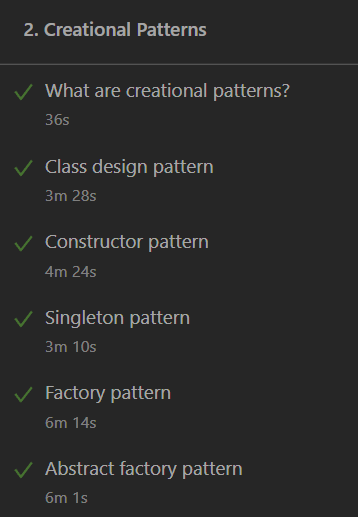 2. Creational Patterns
What are creational patterns?
36s
Class design pattern
3m 28s
Constructor pattern
4m 24s
Singleton pattern
3m 10s
Factory pattern
6m 14s
Abstract factory pattern
6m 1s